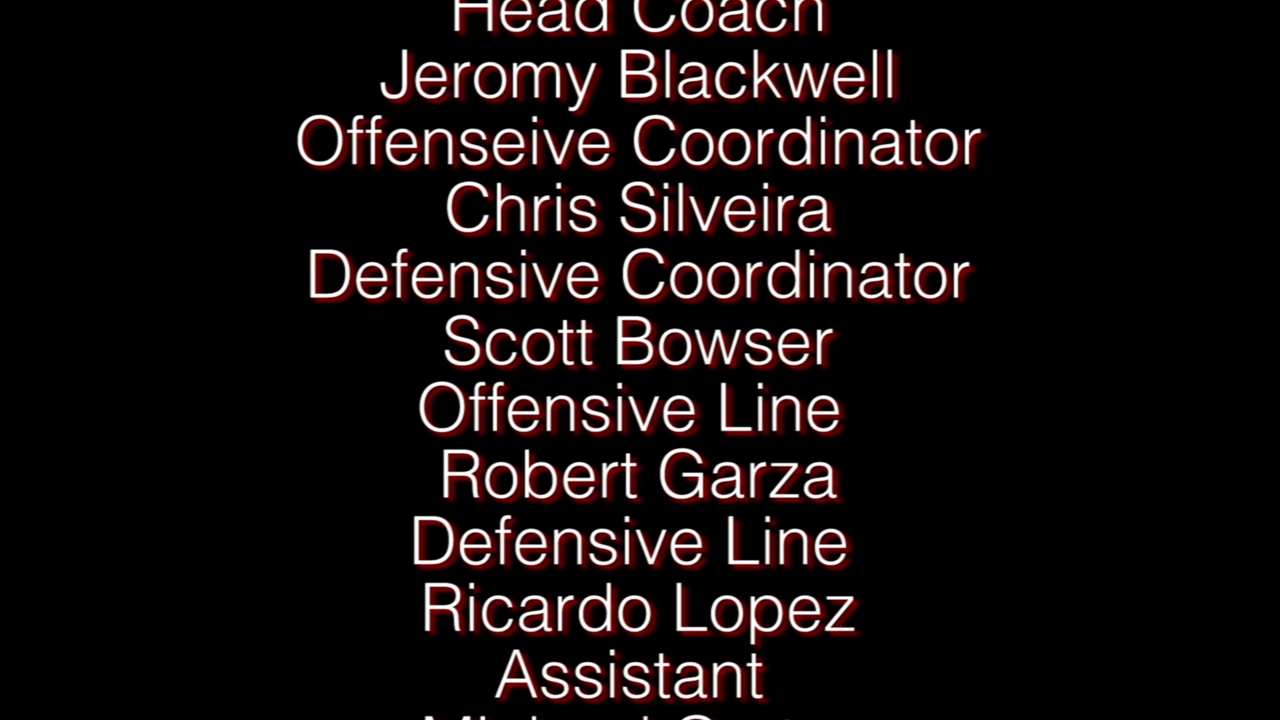 Head Coach
Jeromy Blackwell
Offenseive Coordinator
Chris Silveira
Defensive Coordinator
Scott Bowser
Offensive Line
Robert Garza
Defensive Line
Ricardo Lopez
Assistant